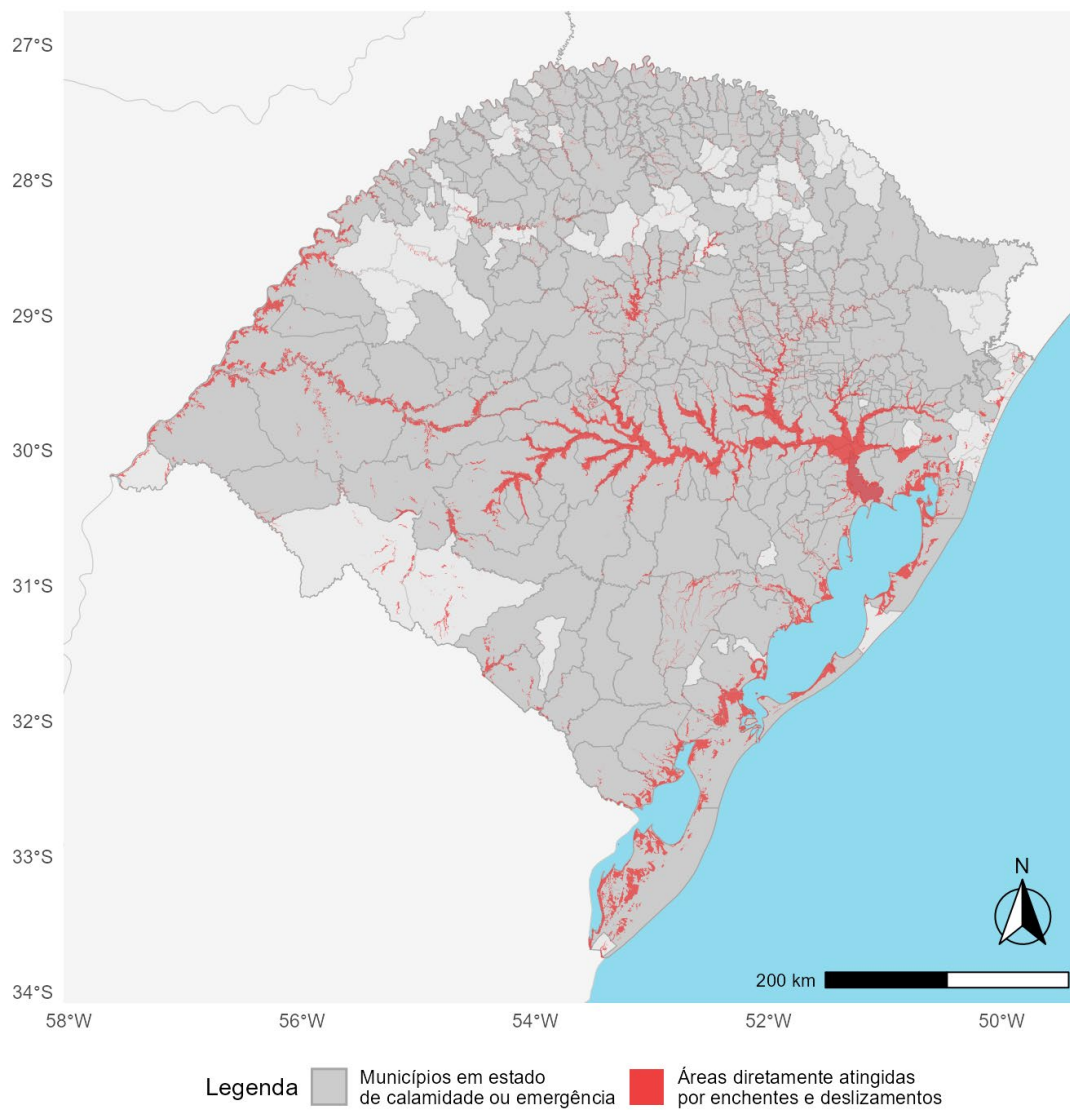 27°S
28°S
29°S
30°S
31°S
32°S
33°S
34°S
N
200 km
58°W
56°W
54°W
52°W
50°W
Legenda
Municípios em estado
de calamidade ou emergência
Áreas diretamente atingidas
por enchentes e deslizamentos